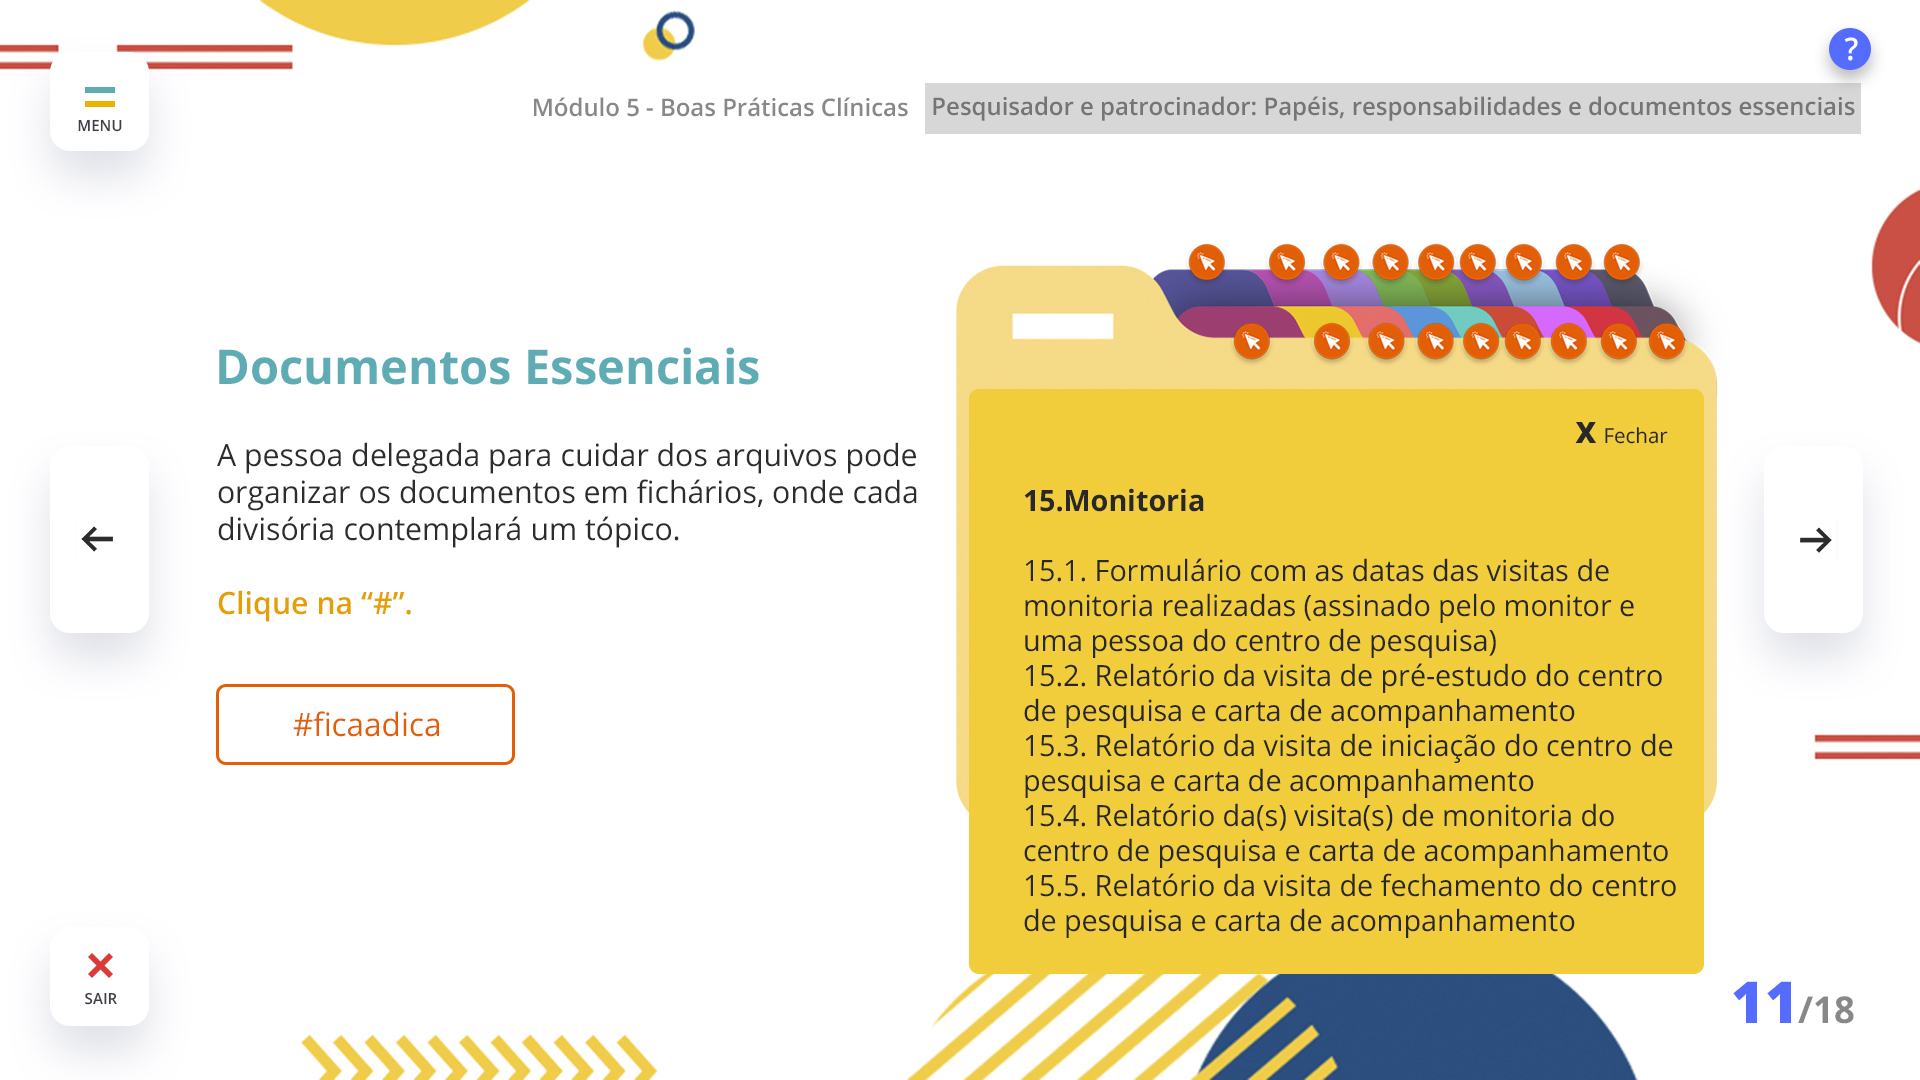 MENU
Módulo 5 - Boas Práticas Clínicas
Pesquisador e patrocinador: Papéis, responsabilidades e documentos essenciais
?
Documentos Essenciais
A pessoa delegada para cuidar dos arquivos pode
organizar os documentos em fichários, onde cada
divisória contemplará um tópico.
Clique na “#”.
#ficaadica
X Fechar
15.Monitoria
15.1. Formulário com as datas das visitas de
monitoria realizadas (assinado pelo monitor e
uma pessoa do centro de pesquisa)
15.2. Relatório da visita de pré-estudo do centro
de pesquisa e carta de acompanhamento
15.3. Relatório da visita de iniciação do centro de
pesquisa e carta de acompanhamento
15.4. Relatório da(s) visita(s) de monitoria do
centro de pesquisa e carta de acompanhamento
15.5. Relatório da visita de fechamento do centro
de pesquisa e carta de acompanhamento
SAIR
11/18